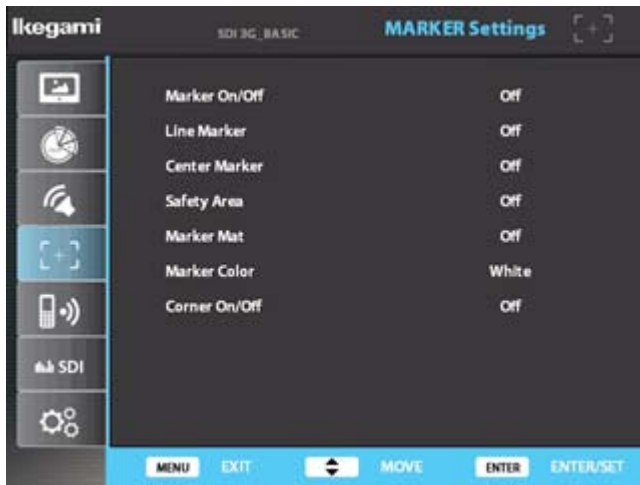 Ikegami SDI 3G_BASIC MARKER Settings
Marker On/Off Off
Line Marker Off
Center Marker Off
Safety Area Off
Marker Mat Off
Marker Color White
Corner On/Off Off
SDI
MENU EXIT MOVE ENTER ENTER/SET